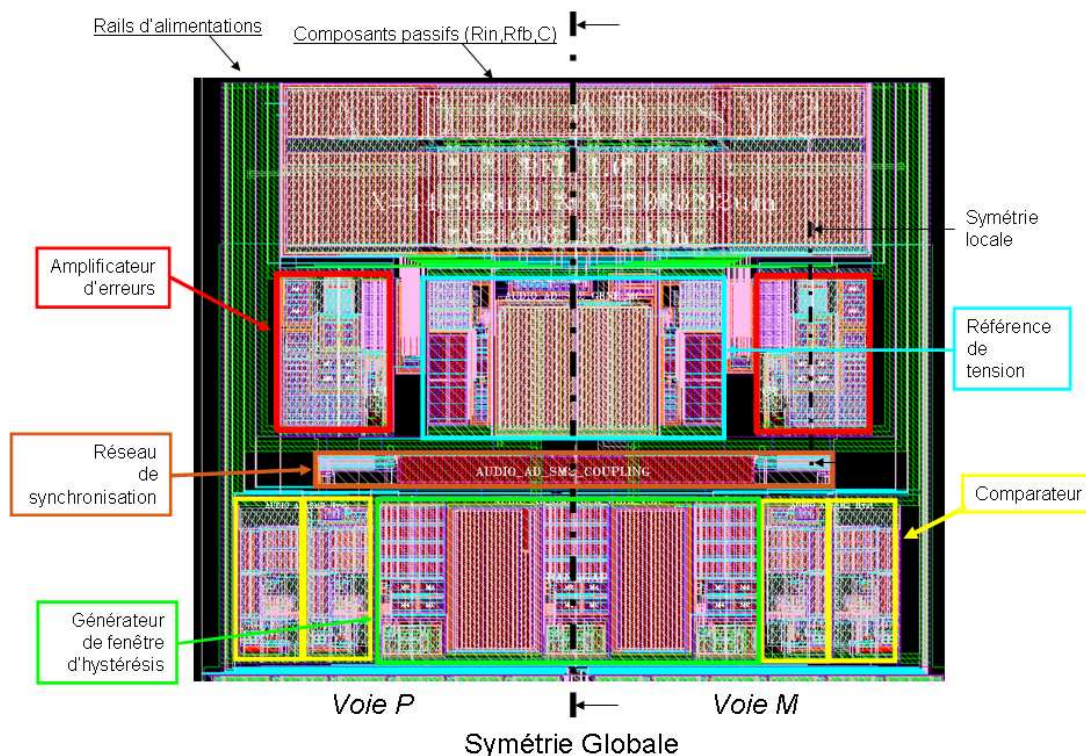 Rails d'alimentations
Composants passifs (Rin,Rfb,C)
Symétrie
locale
Amplificateur
d'erreurs
Référence
de
tension
Réseau
de
synchronisation
AUDIO_AD_SMC_COUPLING
Comparateur
Générateur
de fenêtre
d'hystérésis
Voie P
Voie M
Symétrie Globale